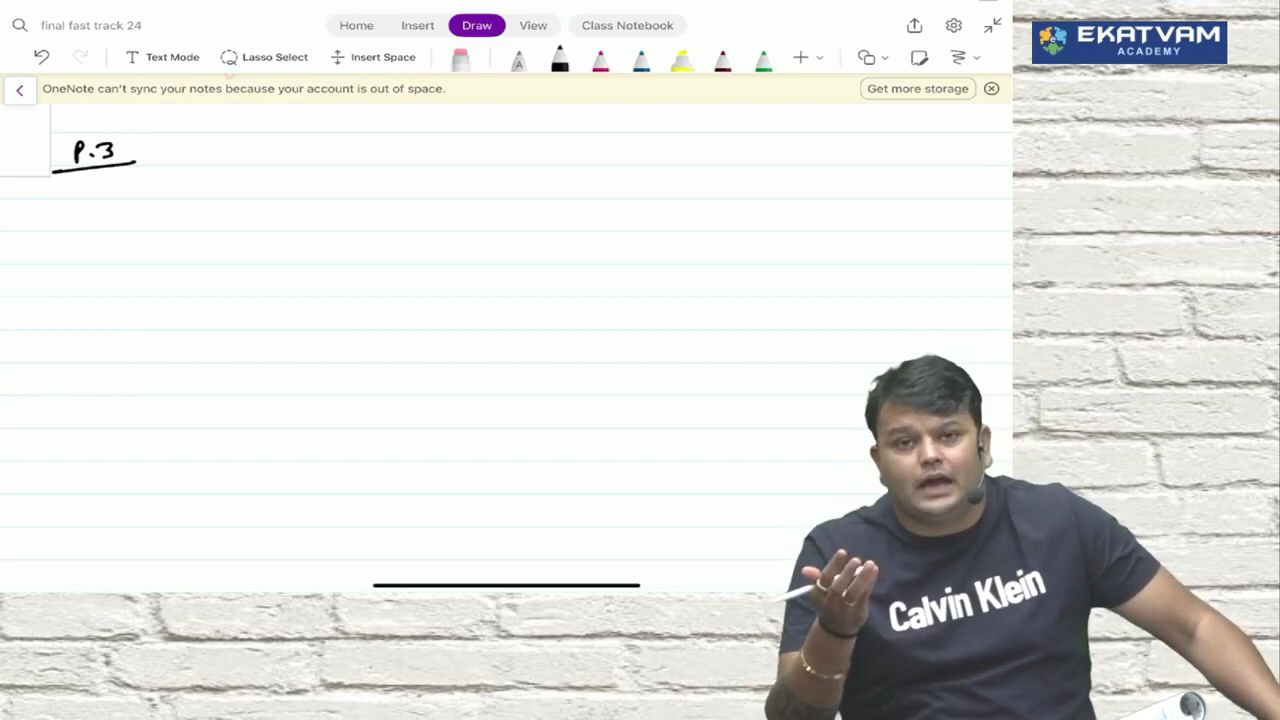 final fast track 24
Home Insert Draw View Class Notebook
Text Mode Lasso Select Insert Space
A
OneNote can't sync your notes because your account is out of space.
Get more storage
P.3
EKATVAM
ACADEMY
Calvin Klein